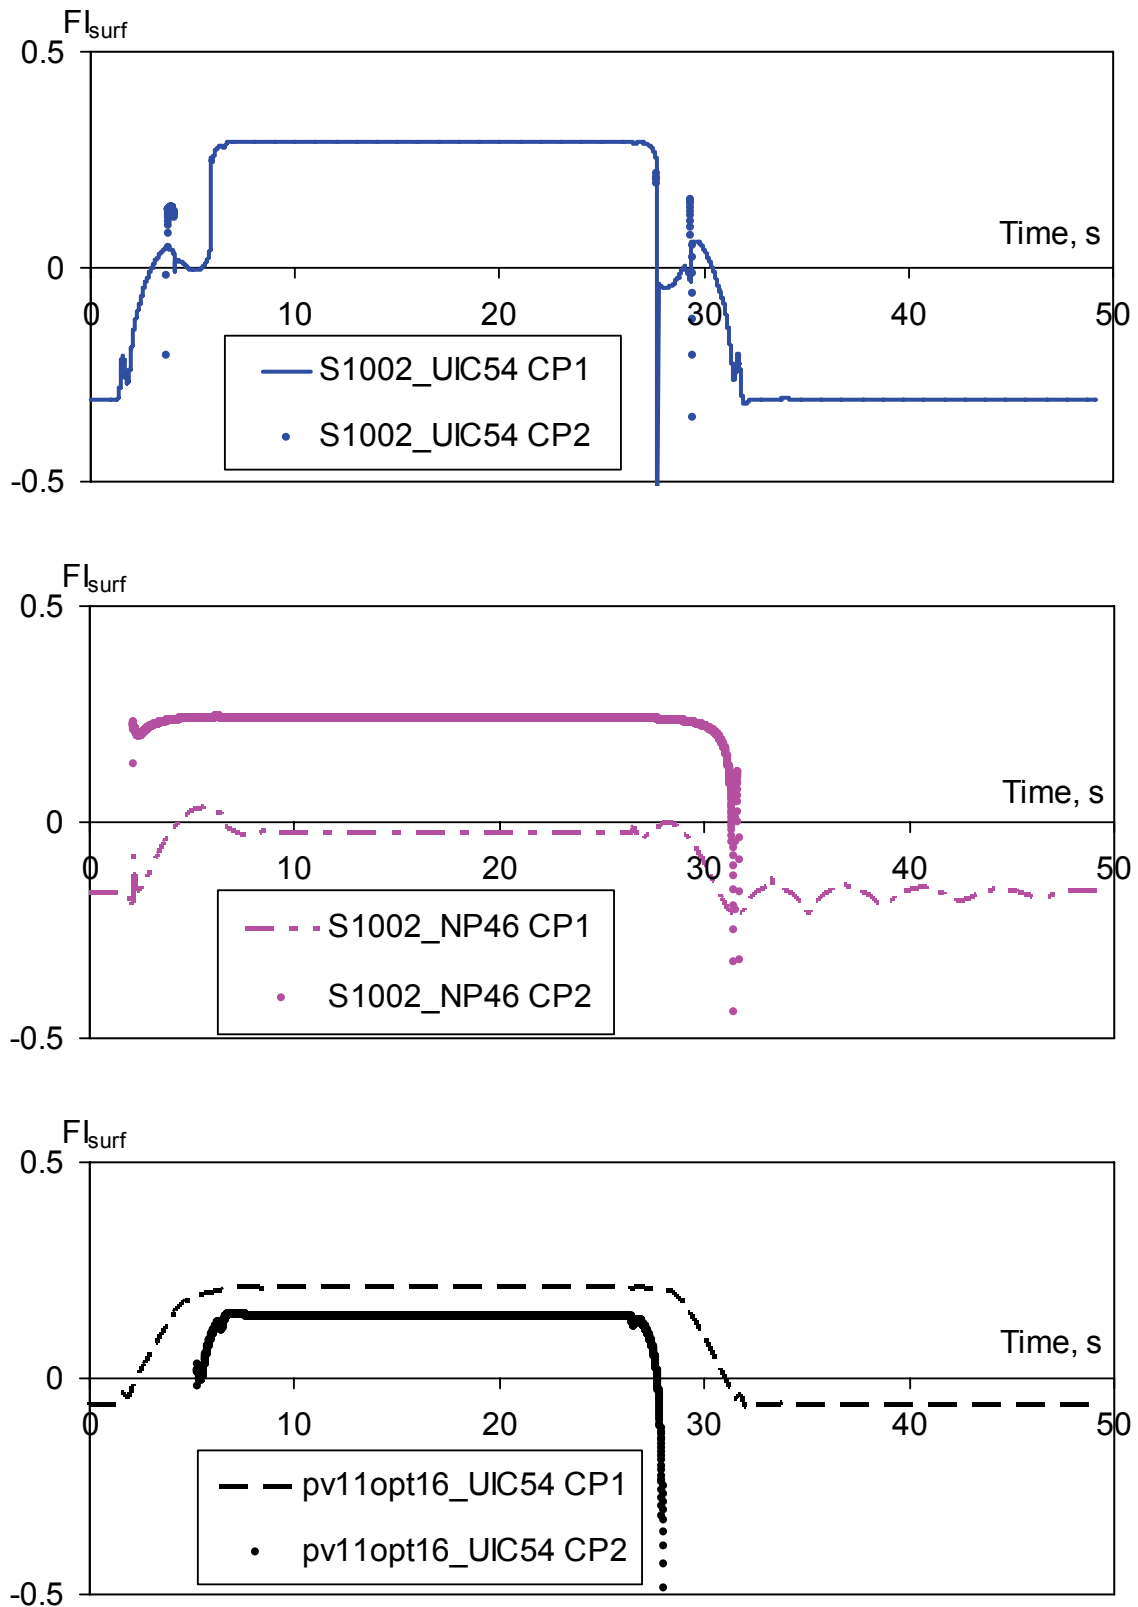 FIsurf
0.5
Time, s
0
0 10 20 30 40 50
S1002_UIC54 CP1
S1002_UIC54 CP2
-0.5
FIsurf
0.5
Time, s
0
0 10 20 30 40 50
S1002_NP46 CP1
S1002_NP46 CP2
-0.5
FIsurf
0.5
Time, s
0
0 10 20 30 40 50
pv11opt16_UIC54 CP1
pv11opt16_UIC54 CP2
-0.5